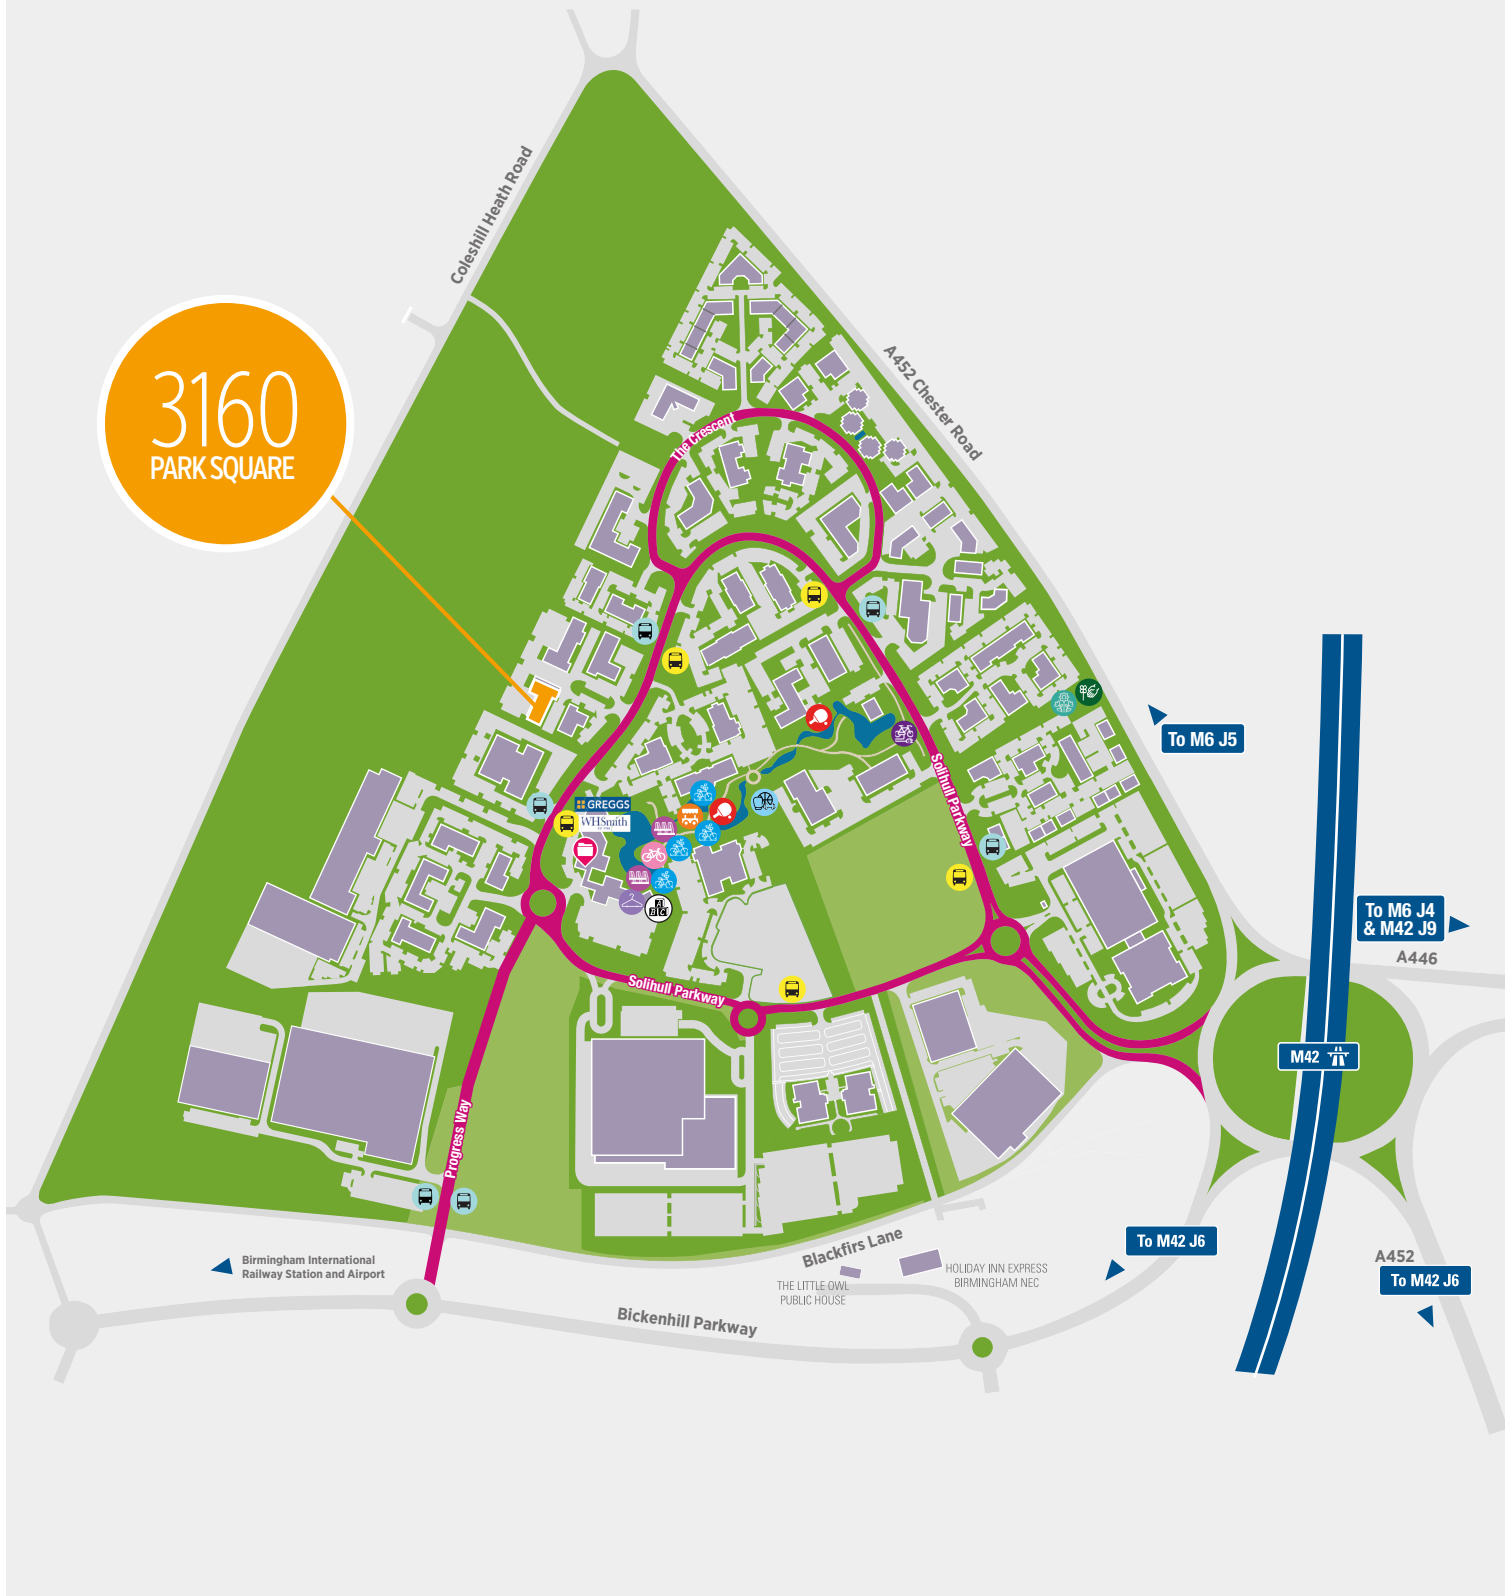 Coleshill Heath Road
A452 Chester Road
3160
PARK SQUARE
The Crescent
To M6 J5
Solihull Parkway
GREGGS
WHSmith
A
B C
To M6 J4
& M42 J9
A446
Solihull Parkway
M42
Progress Way
Birmingham International
Railway Station and Airport
Blackfirs Lane
To M42 J6
A452
To M42 J6
HOLIDAY INN EXPRESS
BIRMINGHAM NEC
THE LITTLE OWL
PUBLIC HOUSE
Bickenhill Parkway